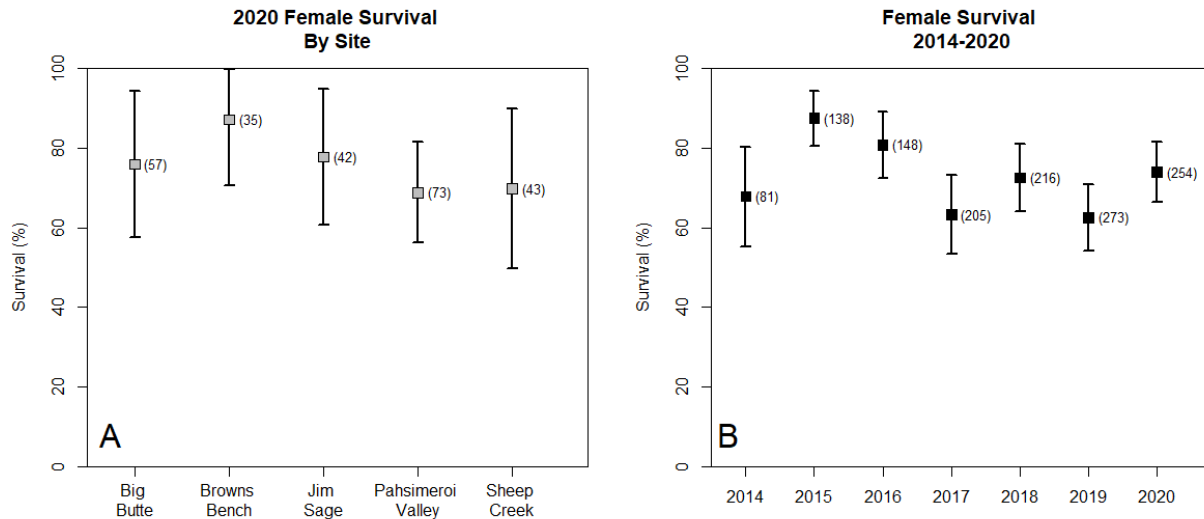 2020 Female Survival
By Site
Survival (%)
100
80
60
40
20
0
(57)
(35)
(42)
(73)
(43)
A
Big
Butte
Browns
Bench
Jim
Sage
Pahsimeroi
Valley
Sheep
Creek
Female Survival
2014-2020
Survival (%)
100
80
60
40
20
0
(81)
(138)
(148)
(205)
(216)
(273)
(254)
B
2014
2015
2016
2017
2018
2019
2020